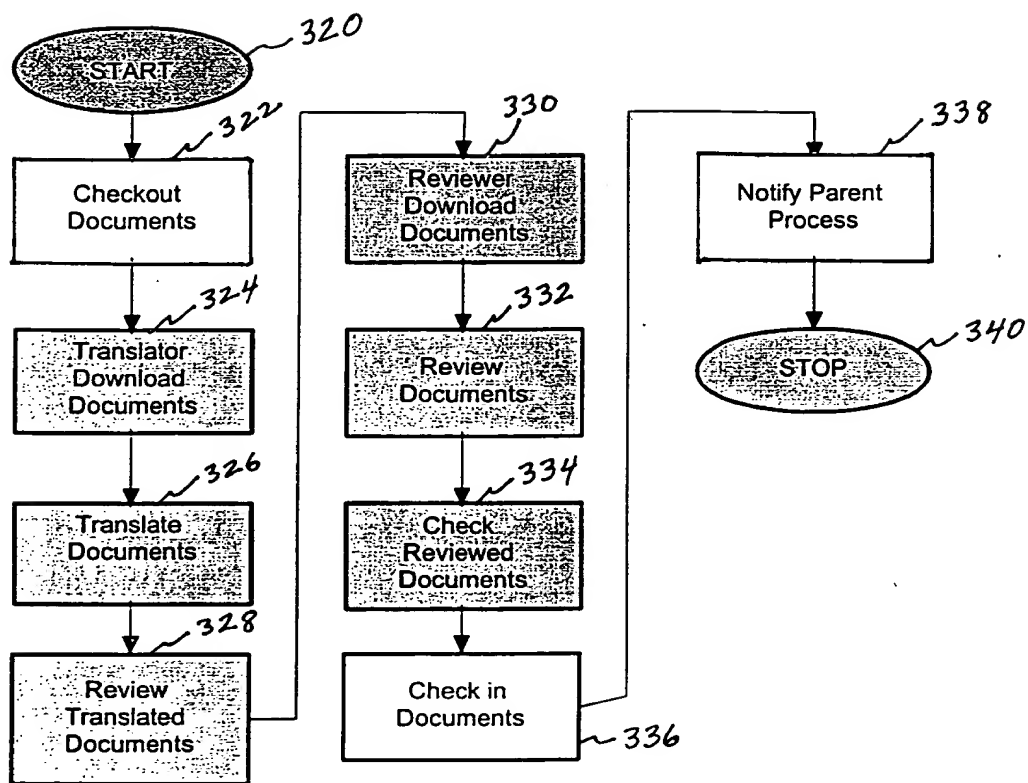 320
START
322
Checkout
Documents
324
Translator
Download
Documents
326
Translate
Documents
328
Review
Translated
Documents
330
Reviewer
Download
Documents
332
Review
Documents
334
Check
Reviewed
Documents
Check in
Documents
336
338
Notify Parent
Process
340
STOP